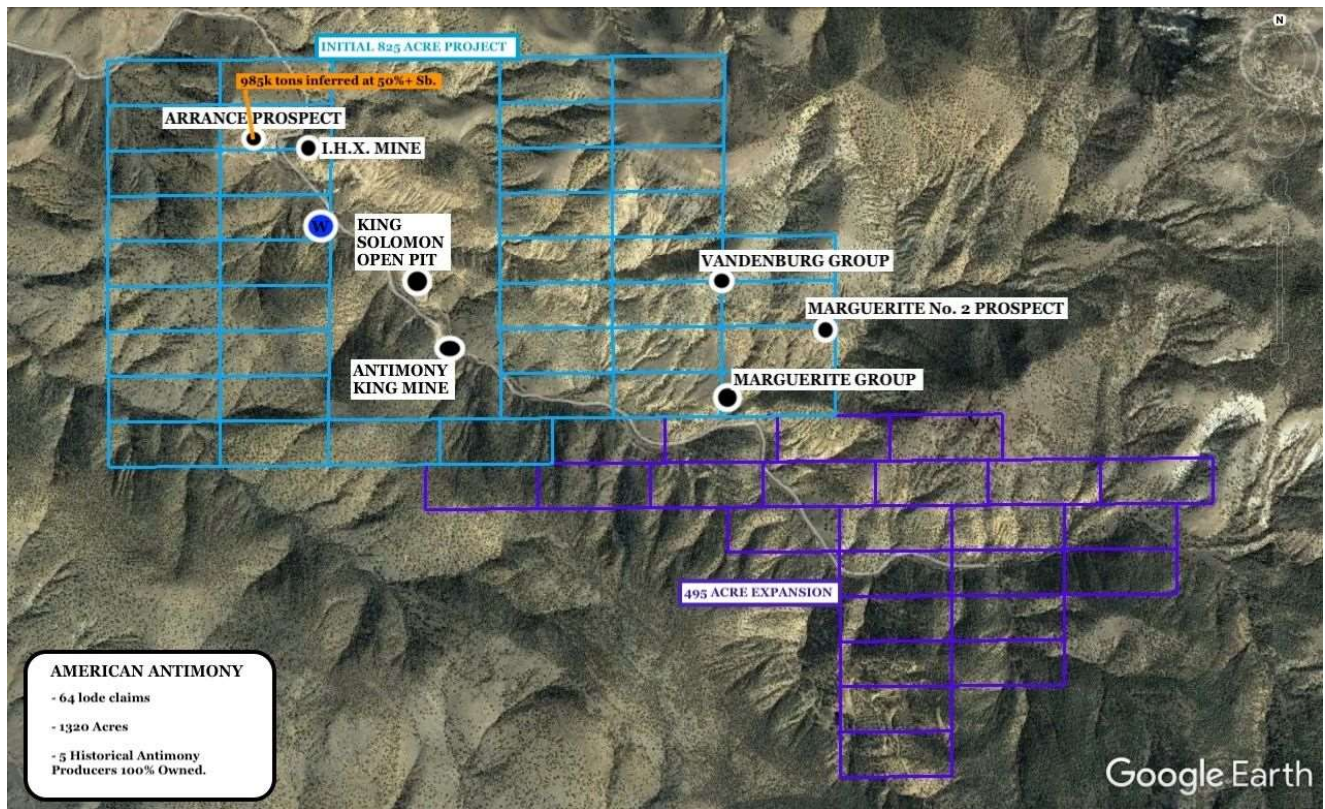 N
INITIAL 825 ACRE PROJECT
985k tons inferred at 50%+ Sb.
ARRANCE PROSPECT
I.H.X. MINE
W
KING
SOLOMON
OPEN PIT
VANDENBURG GROUP
MARGUERITE No. 2 PROSPECT
ANTIMONY
KING MINE
MARGUERITE GROUP
495 ACRE EXPANSION
AMERICAN ANTIMONY
- 64 lode claims
- 1320 Acres
- 5 Historical Antimony
Producers 100% Owned.
Google Earth